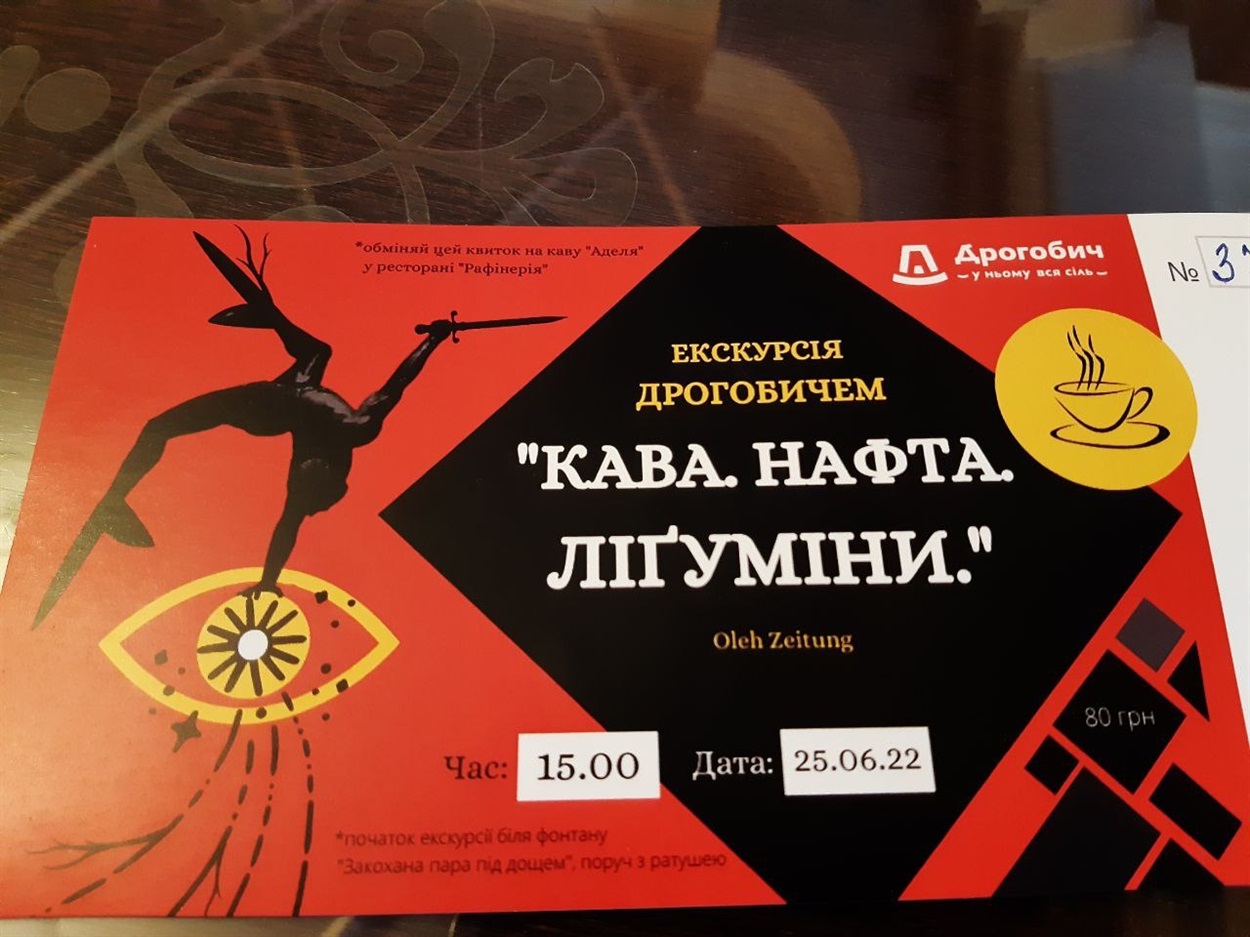 *обміняй цей квиток на каву "Аделя"
у ресторані "Рафінерія"
Дрогобич
у ньому вся сіль
№ 3
ЕКСКУРСІЯ
ДРОГОБИЧЕМ
"КАВА. НАФТА.
ЛІҐУМІНИ."
Oleh Zeitung
80 грн
Час: 15.00 Дата: 25.06.22
*початок екскурсії біля фонтану
"Закохана пара під дощем", поруч з ратушею